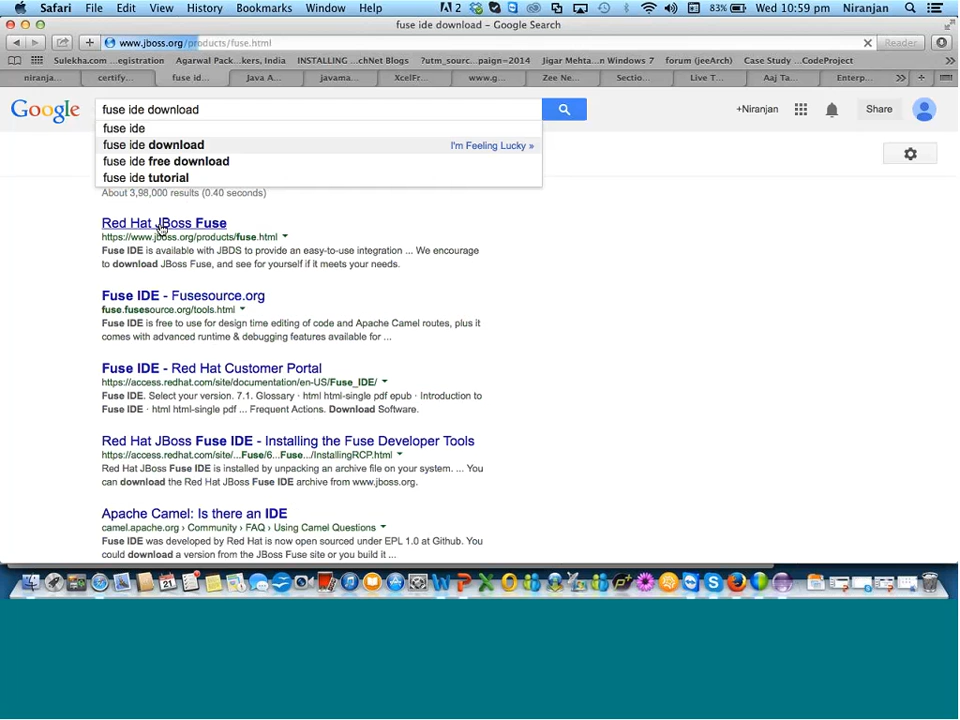 Safari File Edit View History Bookmarks Window Help 2 83% Wed 10:59 pm Niranjan
fuse ide download – Google Search
www.jboss.org/products/fuse.html Reader
Sulekha.com ...egistration Agarwal Pack...kers, India INSTALLING ...chNet Blogs ?utm_sourc...paign=2014 Jigar Mehta:...n Windows 7 forum (jeeArch) Case Study ...CodeProject
niranja... certify... fuse id... Java A... javama... XcelFr... www.g... Zee Ne... Sectio... Live T... Aaj Ta... Enterp...
Google fuse ide download +Niranjan Share
fuse ide
fuse ide download I'm Feeling Lucky »
fuse ide free download
fuse ide tutorial
About 3,98,000 results (0.40 seconds)
Red Hat JBoss Fuse
https://www.jboss.org/products/fuse.html
Fuse IDE is available with JBDS to provide an easy-to-use integration ... We encourage
to download JBoss Fuse, and see for yourself if it meets your needs.
Fuse IDE - Fusesource.org
fuse.fusesource.org/tools.html
Fuse IDE is free to use for design time editing of code and Apache Camel routes, plus it
comes with advanced runtime & debugging features available for ...
Fuse IDE - Red Hat Customer Portal
https://access.redhat.com/site/documentation/en-US/Fuse_IDE/
Fuse IDE. Select your version. 7.1. Glossary · html html-single pdf epub · Introduction to
Fuse IDE · html html-single pdf ... Frequent Actions. Download Software.
Red Hat JBoss Fuse IDE - Installing the Fuse Developer Tools
https://access.redhat.com/site/...Fuse/6...Fuse.../InstallingRCP.html
Red Hat JBoss Fuse IDE is installed by unpacking an archive file on your system. ... You
can download the Red Hat JBoss Fuse IDE archive from www.jboss.org.
Apache Camel: Is there an IDE
camel.apache.org › Community › FAQ › Using Camel Questions
Fuse IDE was developed by Red Hat is now open sourced under EPL 1.0 at Github. You
could download a version from the JBoss Fuse site or you build it ...